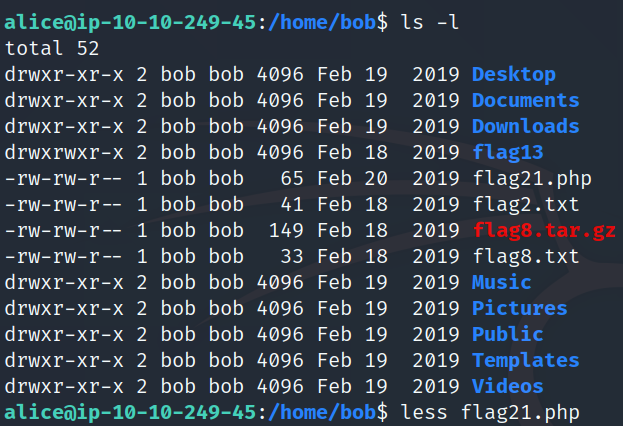 alice@ip-10-10-249-45:/home/bob$ ls -l
total 52
drwxr-xr-x 2 bob bob 4096 Feb 19  2019 Desktop
drwxr-xr-x 2 bob bob 4096 Feb 19  2019 Documents
drwxr-xr-x 2 bob bob 4096 Feb 19  2019 Downloads
drwxrwxr-x 2 bob bob 4096 Feb 18  2019 flag13
-rw-rw-r-- 1 bob bob   65 Feb 20  2019 flag21.php
-rw-rw-r-- 1 bob bob   41 Feb 18  2019 flag2.txt
-rw-rw-r-- 1 bob bob  149 Feb 18  2019 flag8.tar.gz
-rw-rw-r-- 1 bob bob   33 Feb 18  2019 flag8.txt
drwxr-xr-x 2 bob bob 4096 Feb 19  2019 Music
drwxr-xr-x 2 bob bob 4096 Feb 19  2019 Pictures
drwxr-xr-x 2 bob bob 4096 Feb 19  2019 Public
drwxr-xr-x 2 bob bob 4096 Feb 19  2019 Templates
drwxr-xr-x 2 bob bob 4096 Feb 19  2019 Videos
alice@ip-10-10-249-45:/home/bob$ less flag21.php